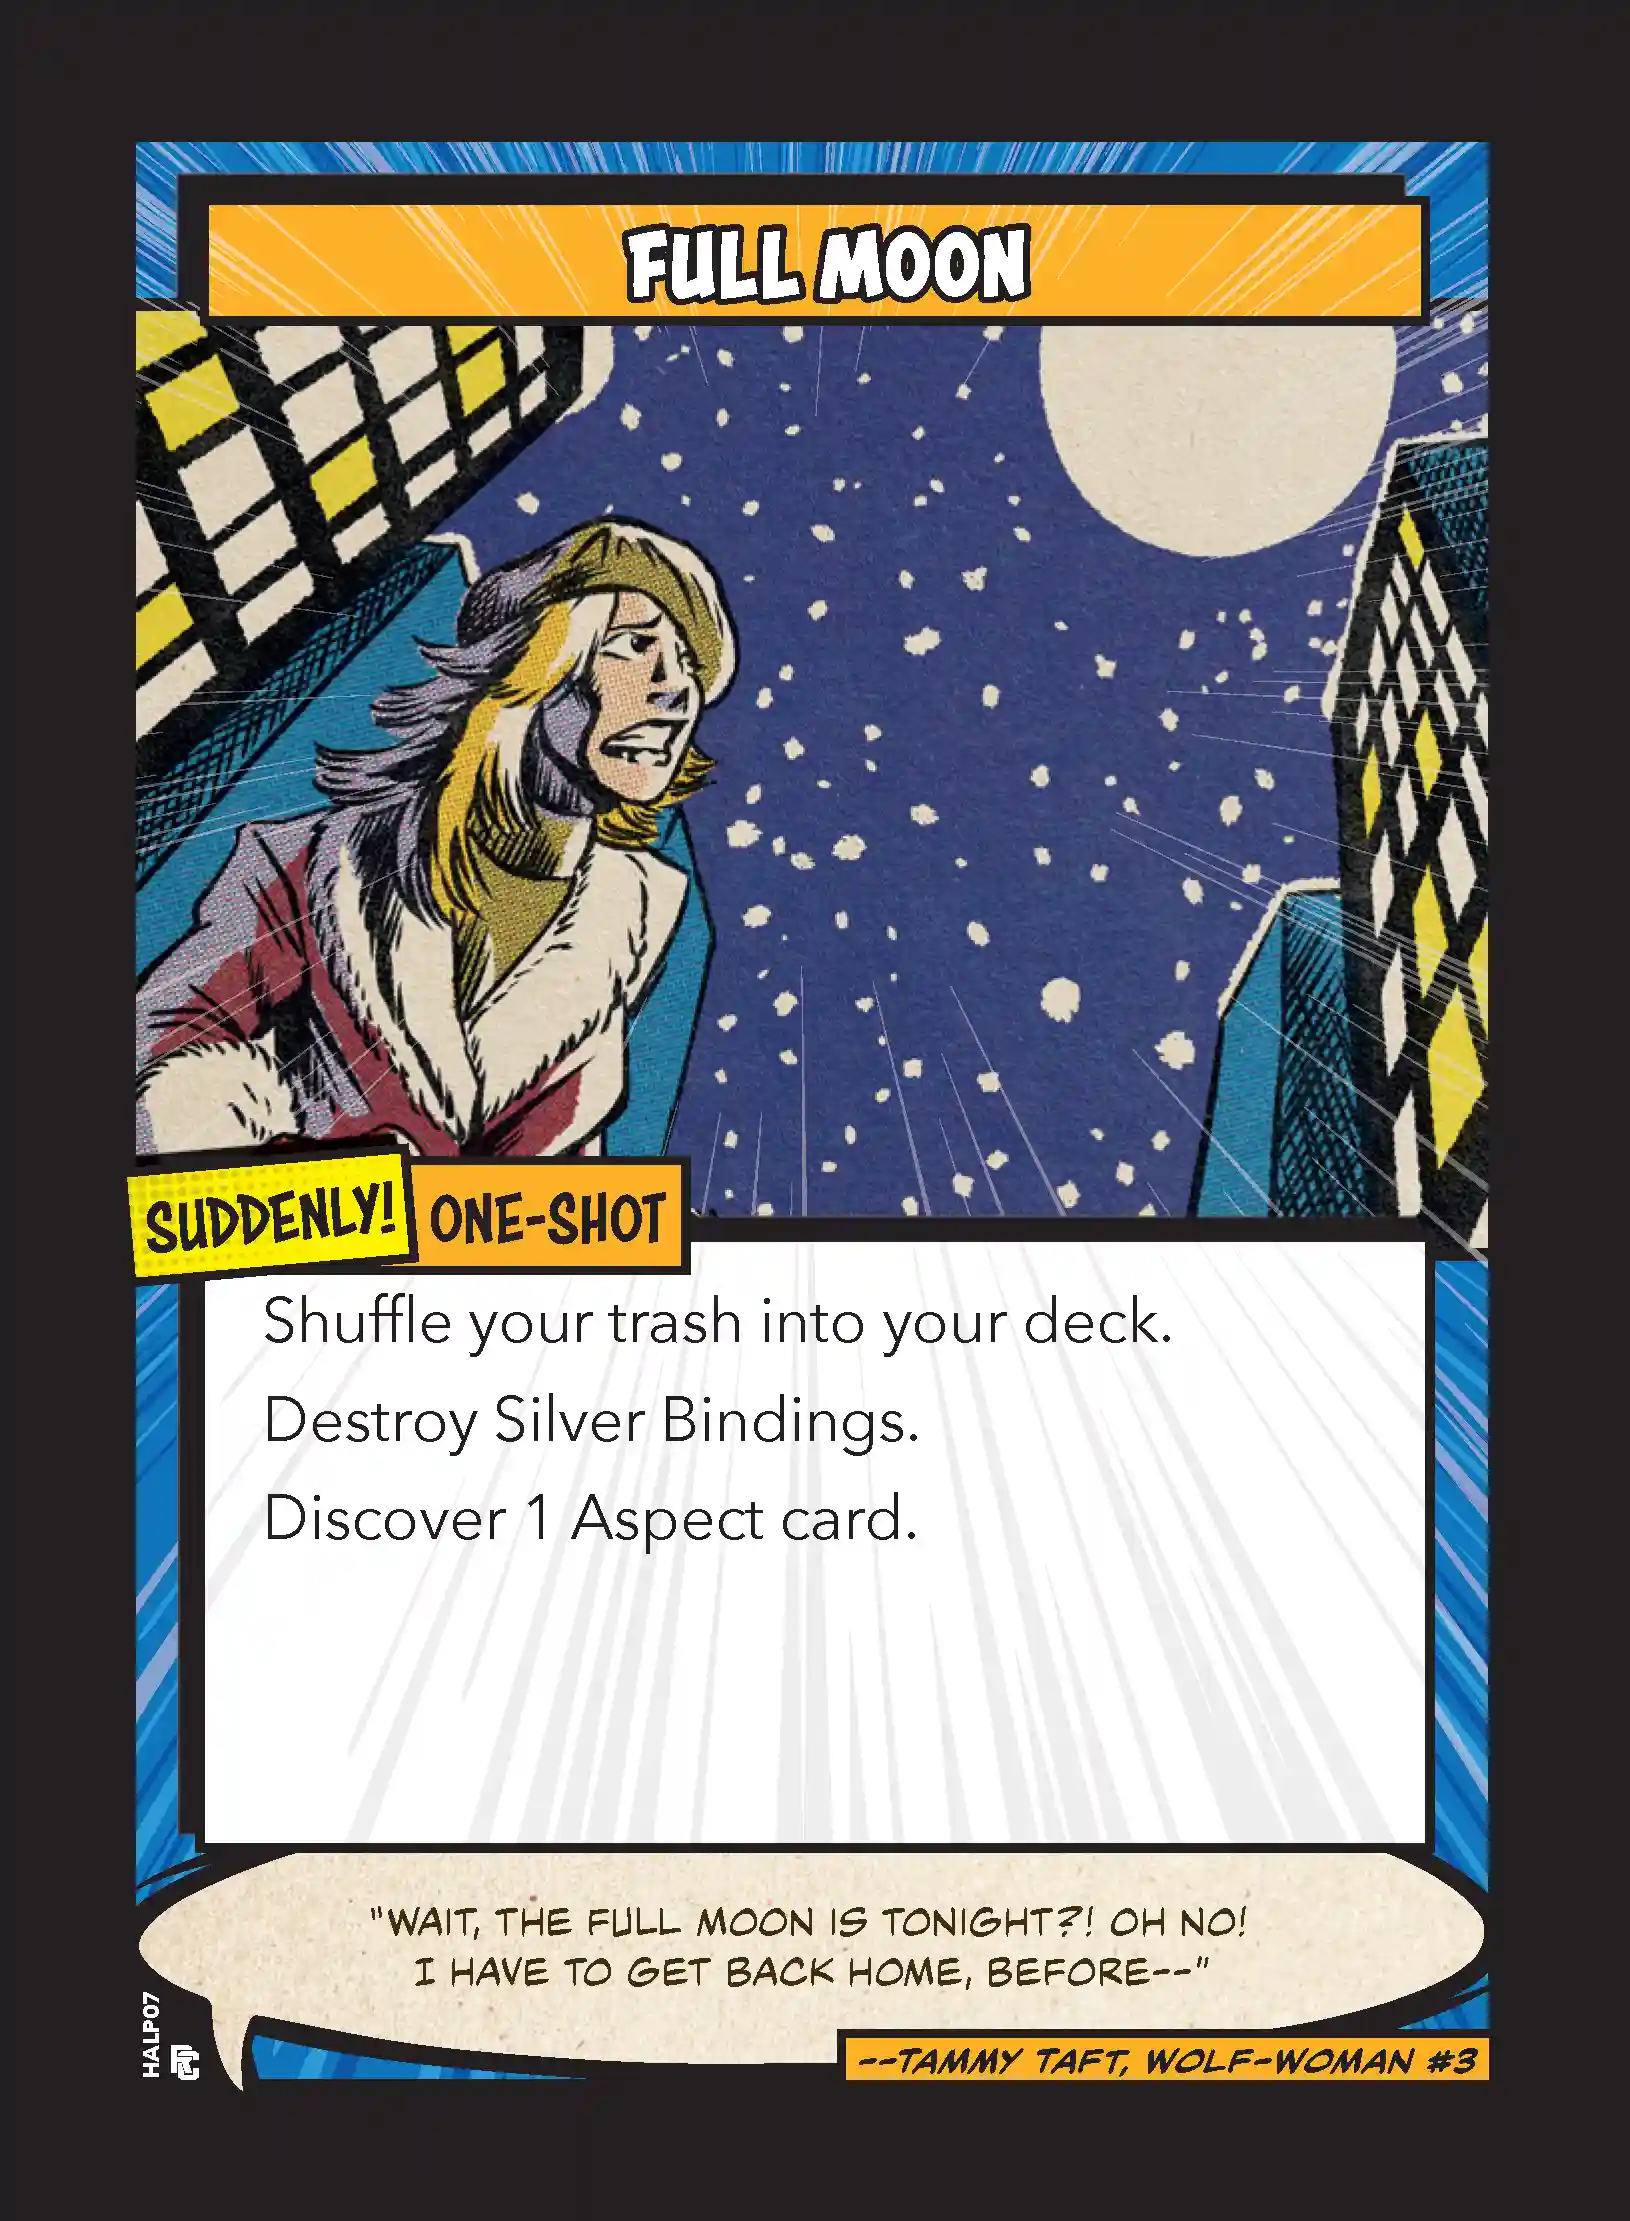 FULL MOON
SUDDENLY! ONE-SHOT
Shuffle your trash into your deck.
Destroy Silver Bindings.
Discover 1 Aspect card.
"WAIT, THE FULL MOON IS TONIGHT?! OH NO!
I HAVE TO GET BACK HOME, BEFORE--"
--TAMMY TAFT, WOLF-WOMAN #3
HALP07